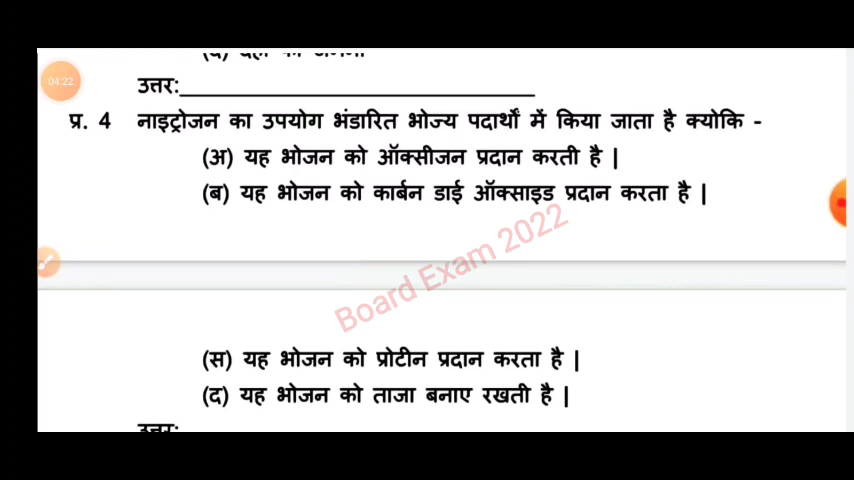 04:22
उत्तर:
प्र. 4 नाइट्रोजन का उपयोग भंडारित भोज्य पदार्थों में किया जाता है क्योकि -
(अ) यह भोजन को ऑक्सीजन प्रदान करती है |
(ब) यह भोजन को कार्बन डाई ऑक्साइड प्रदान करता है |
Board Exam 2022
(स) यह भोजन को प्रोटीन प्रदान करता है |
(द) यह भोजन को ताजा बनाए रखती है |